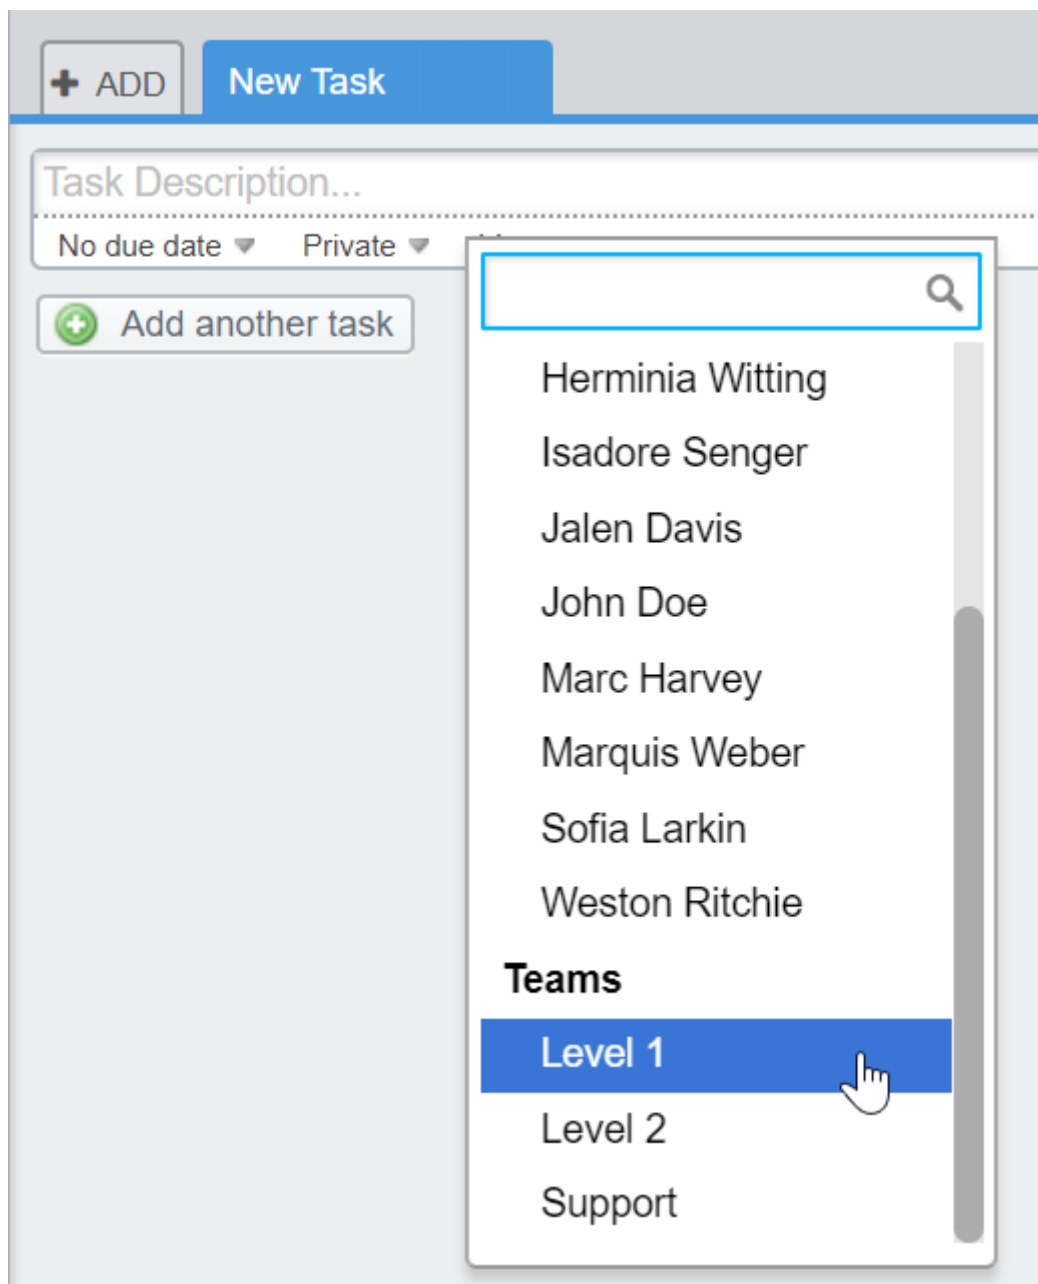 ADD
New Task
Task Description...
No due date Private
Add another task
Herminia Witting
Isadore Senger
Jalen Davis
John Doe
Marc Harvey
Marquis Weber
Sofia Larkin
Weston Ritchie
Teams
Level 1
Level 2
Support